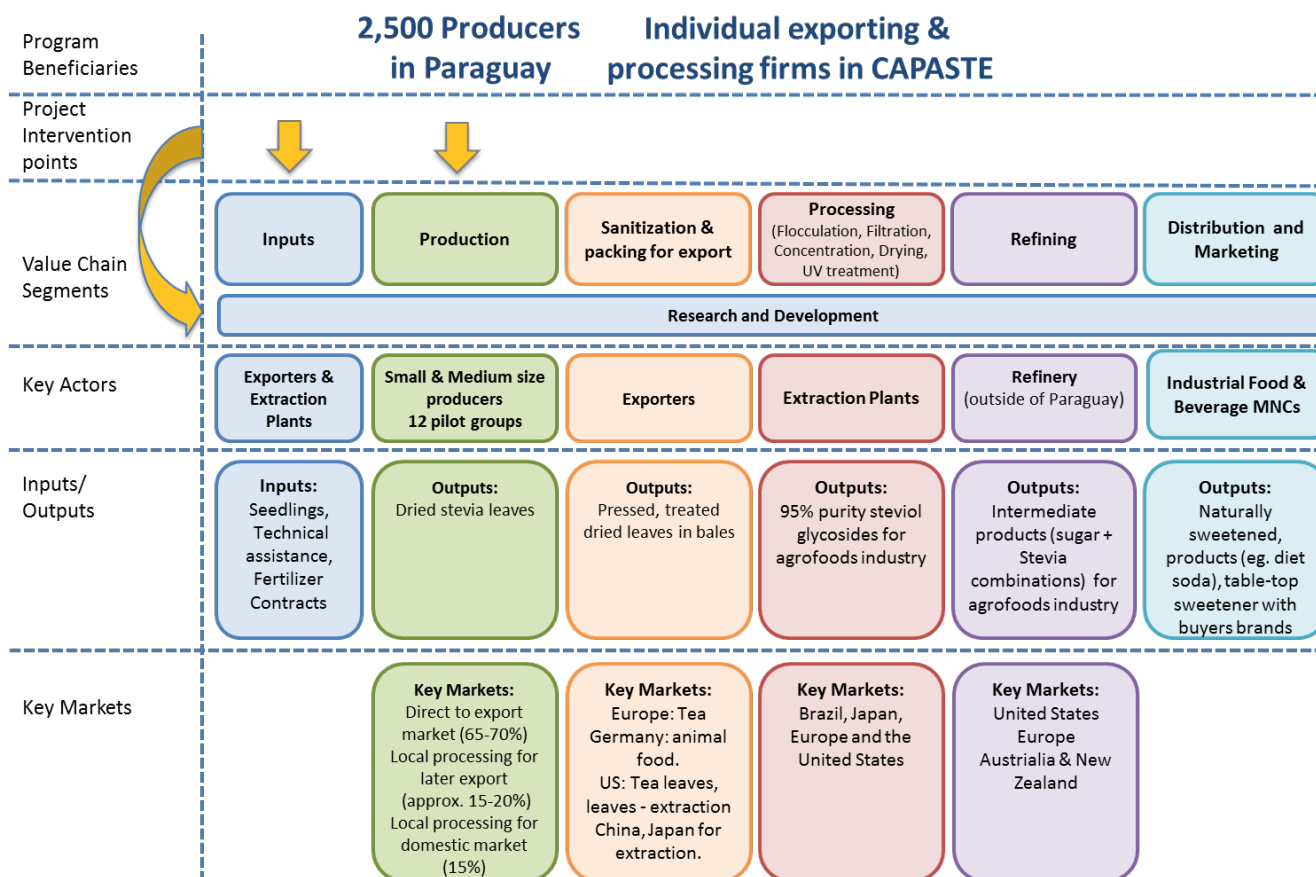 Program
Beneficiaries
2,500 Producers
in Paraguay
Individual exporting &
processing firms in CAPASTE
Project
Intervention
points
Value Chain
Segments
Inputs
Production
Sanitization &
packing for export
Processing
(Flocculation, Filtration,
Concentration, Drying,
UV treatment)
Refining
Distribution and
Marketing
Research and Development
Key Actors
Exporters &
Extraction
Plants
Small & Medium size
producers
12 pilot groups
Exporters
Extraction Plants
Refinery
(outside of Paraguay)
Industrial Food &
Beverage MNCs
Inputs/
Outputs
Inputs:
Seedlings,
Technical
assistance,
Fertilizer
Contracts
Outputs:
Dried stevia leaves
Outputs:
Pressed, treated
dried leaves in bales
Outputs:
95% purity steviol
glycosides for
agrofoods industry
Outputs:
Intermediate
products (sugar +
Stevia
combinations) for
agrofoods industry
Outputs:
Naturally
sweetened,
products (eg. diet
soda), table-top
sweetener with
buyers brands
Key Markets
Key Markets:
Direct to export
market (65-70%)
Local processing for
later export
(approx. 15-20%)
Local processing for
domestic market
(15%)
Key Markets:
Europe: Tea
Germany: animal
food.
US: Tea leaves,
leaves - extraction
China, Japan for
extraction.
Key Markets:
Brazil, Japan,
Europe and the
United States
Key Markets:
United States
Europe
Austrialia & New
Zealand